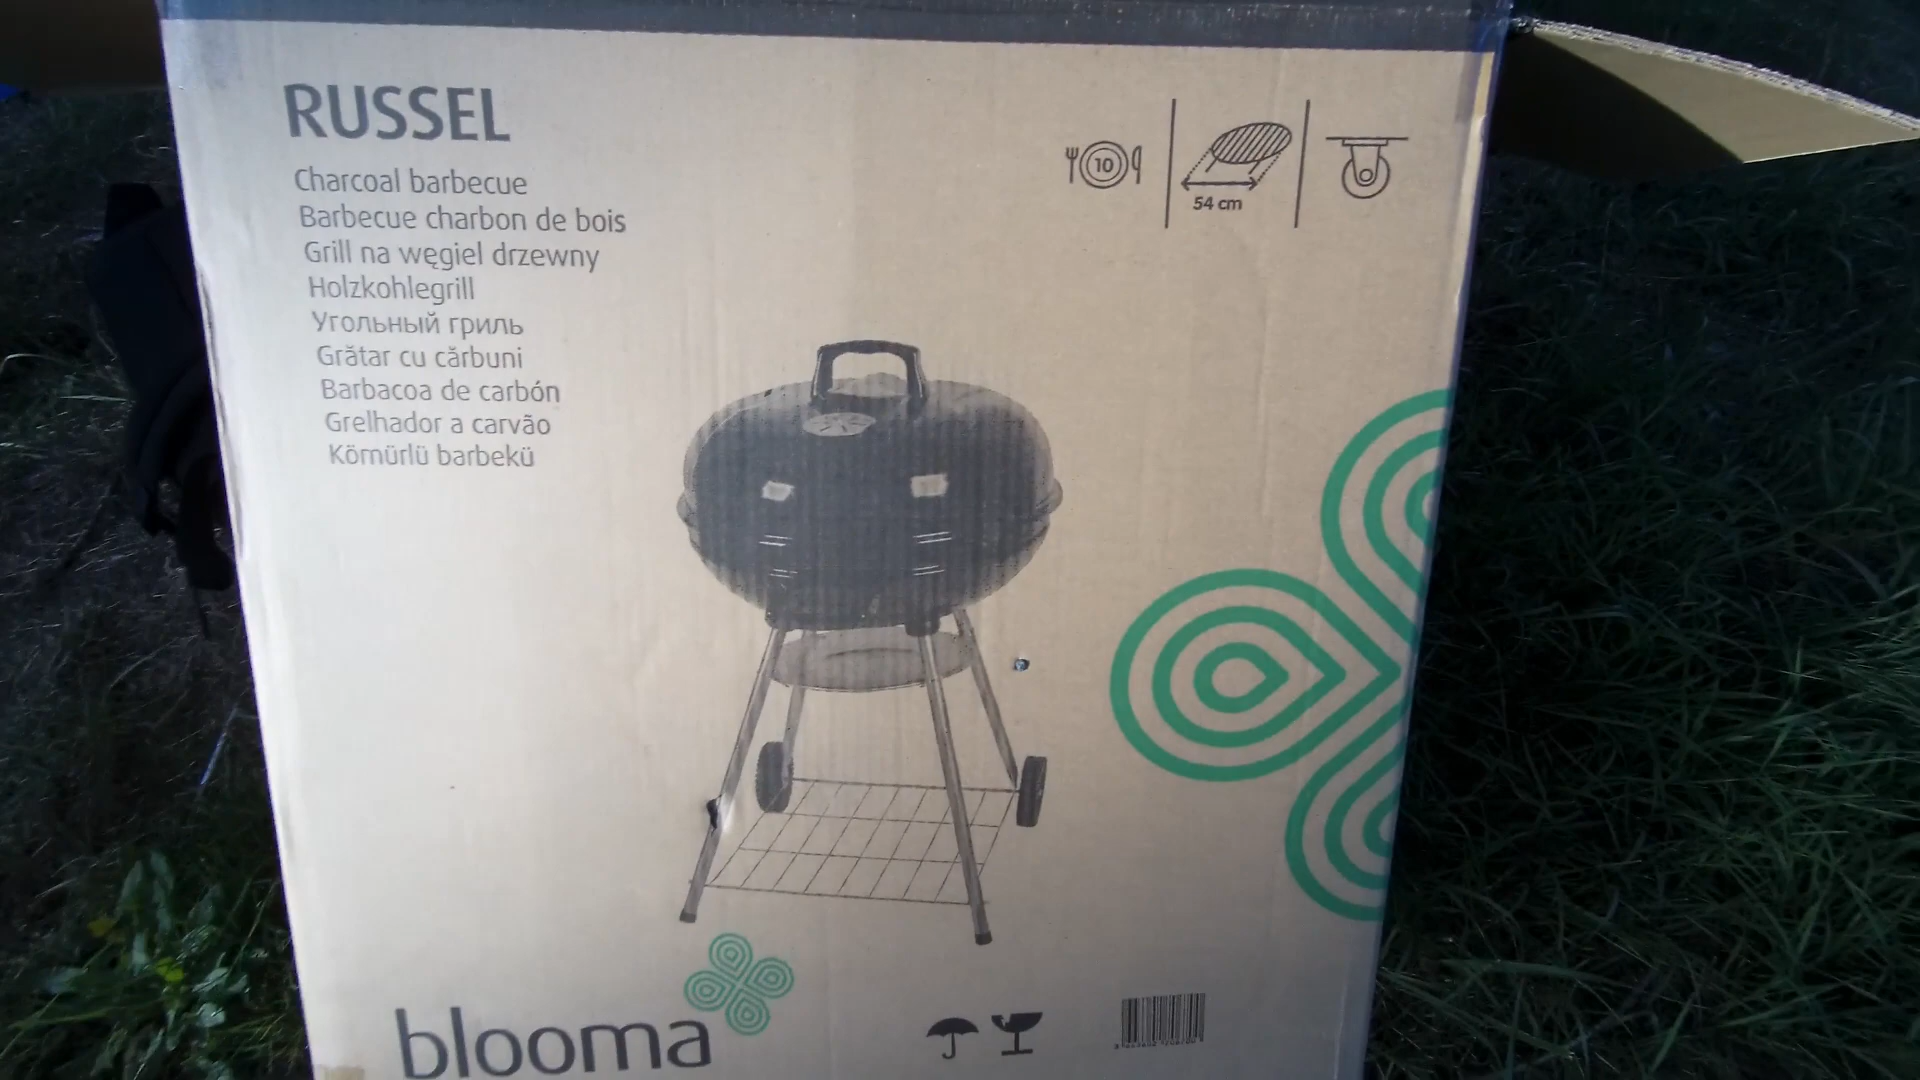 RUSSEL
Charcoal barbecue
Barbecue charbon de bois
Grill na węgiel drzewny
Holzkohlegrill
Угольный гриль
Grătar cu cărbuni
Barbacoa de carbón
Grelhador a carvão
Körnürlü barbekü
10
54 cm
blooma